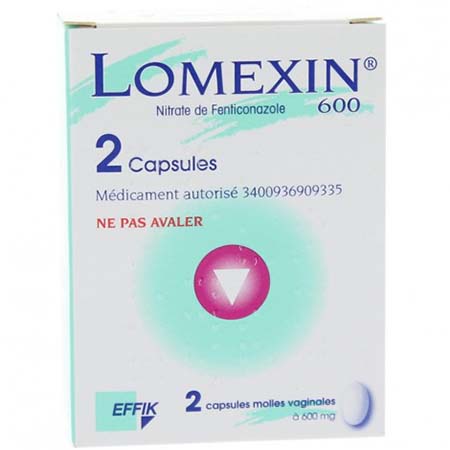 LOMEXIN®
Nitrate de Fenticonazole 600
2 Capsules
Médicament autorisé 3400936909335
NE PAS AVALER
EFFIK
2 capsules molles vaginales
à 600 mg